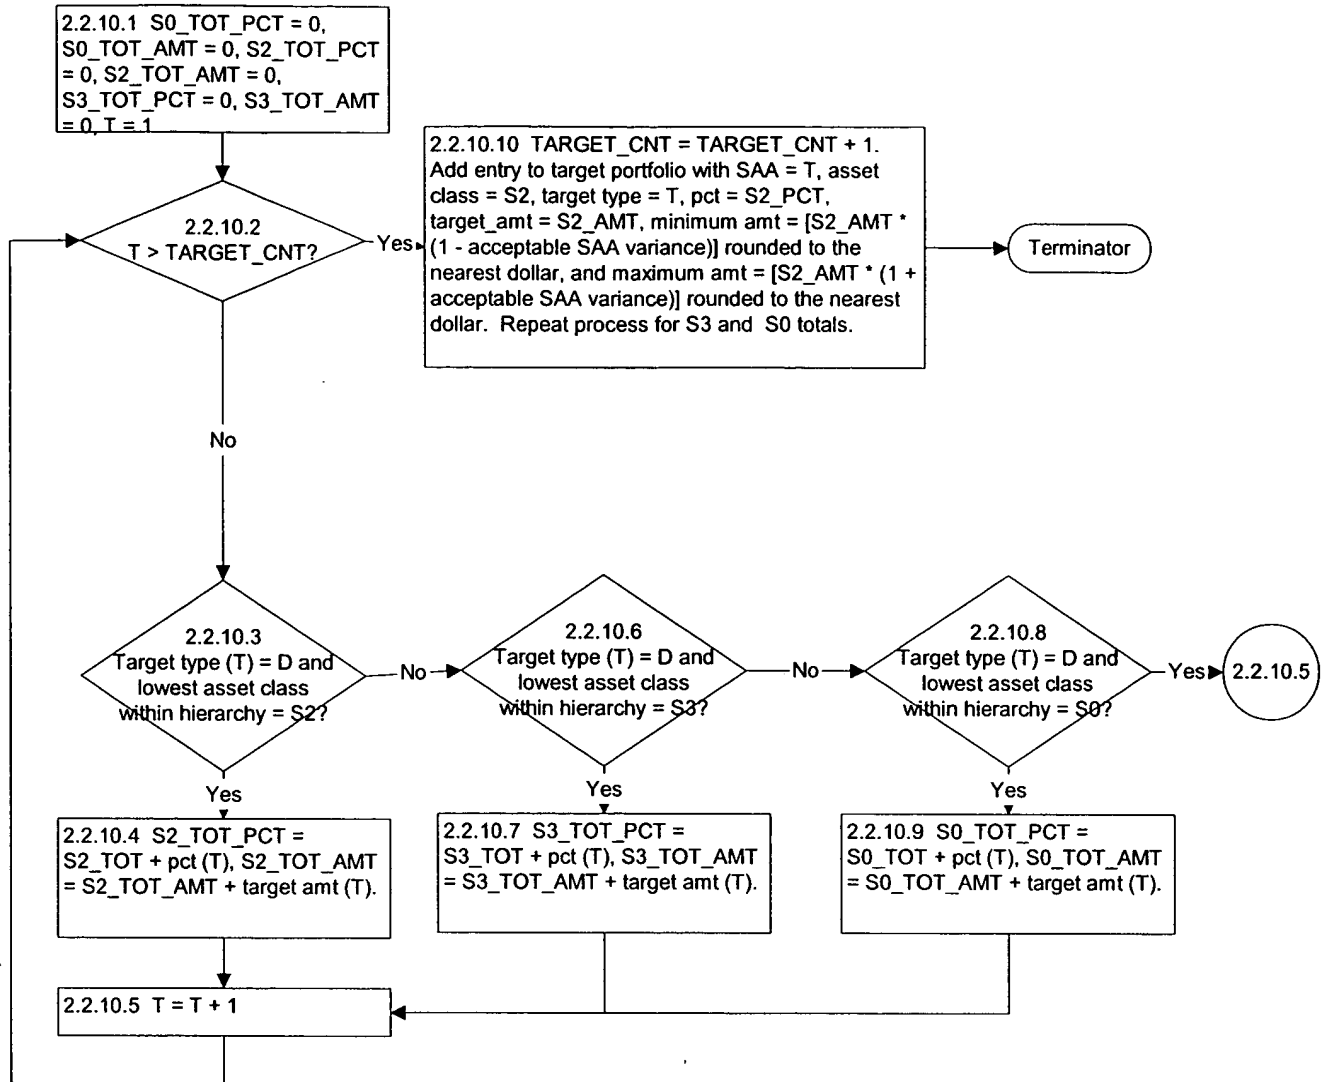 2.2.10.1 S0_TOT_PCT = 0,
S0_TOT_AMT = 0, S2_TOT_PCT
= 0, S2_TOT_AMT = 0,
S3_TOT_PCT = 0, S3_TOT_AMT
= 0, T = 1
2.2.10.2
T > TARGET_CNT?
Yes
2.2.10.10 TARGET_CNT = TARGET_CNT + 1.
Add entry to target portfolio with SAA = T, asset
class = S2, target type = T, pct = S2_PCT,
target_amt = S2_AMT, minimum amt = [S2_AMT *
(1 - acceptable SAA variance)] rounded to the
nearest dollar, and maximum amt = [S2_AMT * (1 +
acceptable SAA variance)] rounded to the nearest
dollar. Repeat process for S3 and S0 totals.
Terminator
No
2.2.10.3
Target type (T) = D and
lowest asset class
within hierarchy = S2?
No
2.2.10.6
Target type (T) = D and
lowest asset class
within hierarchy = S3?
No
2.2.10.8
Target type (T) = D and
lowest asset class
within hierarchy = S0?
Yes
2.2.10.5
Yes
Yes
Yes
2.2.10.4 S2_TOT_PCT =
S2_TOT + pct (T), S2_TOT_AMT
= S2_TOT_AMT + target amt (T).
2.2.10.7 S3_TOT_PCT =
S3_TOT + pct (T), S3_TOT_AMT
= S3_TOT_AMT + target amt (T).
2.2.10.9 S0_TOT_PCT =
S0_TOT + pct (T), S0_TOT_AMT
= S0_TOT_AMT + target amt (T).
2.2.10.5 T = T + 1